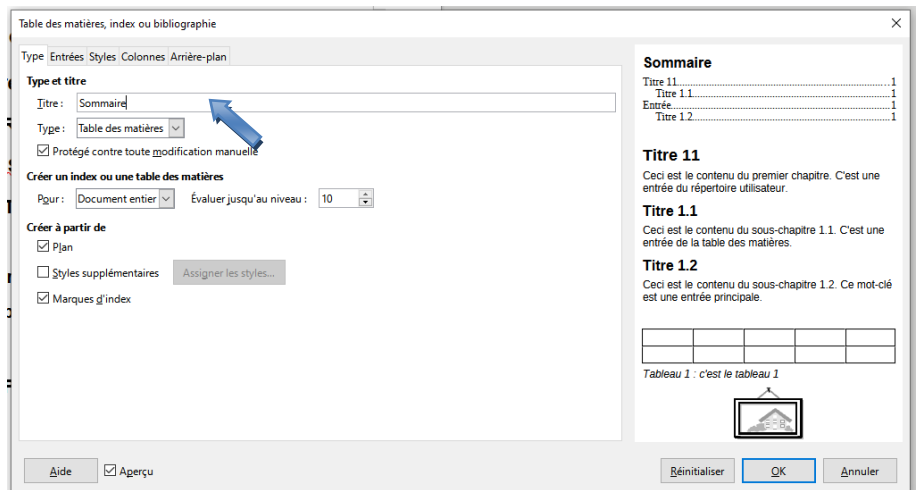 Table des matières, index ou bibliographie
Type Entrées Styles Colonnes Arrière-plan
Type et titre
Titre : Sommaire
Type : Table des matières
Protégé contre toute modification manuelle
Créer un index ou une table des matières
Pour : Document entier Évaluer jusqu'au niveau : 10
Créer à partir de
Plan
Styles supplémentaires Assigner les styles...
Marques d'index
Sommaire
Titre 11.....1
Titre 1.1.....1
Entrée.....1
Titre 1.2.....1
Titre 11
Ceci est le contenu du premier chapitre. C'est une
entrée du répertoire utilisateur.
Titre 1.1
Ceci est le contenu du sous-chapitre 1.1. C'est une
entrée de la table des matières.
Titre 1.2
Ceci est le contenu du sous-chapitre 1.2. Ce mot-clé
est une entrée principale.
Tableau 1 : c'est le tableau 1
Aide Aperçu Réinitialiser OK Annuler